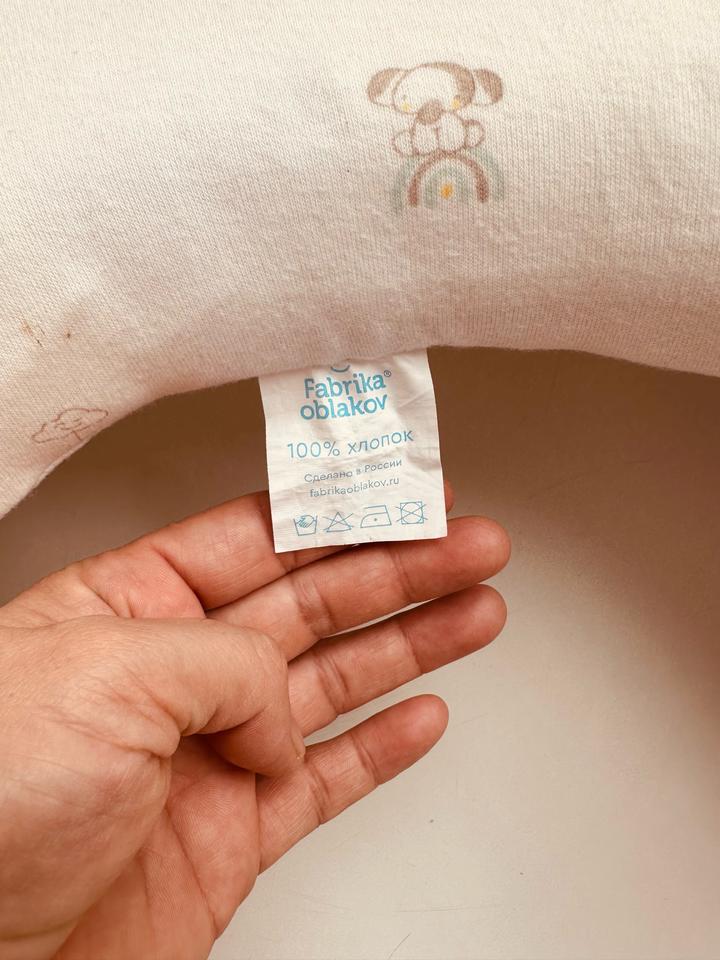 fabrika®
oblakov
100% хлопок
Сделано в России
fabrikaoblakov.ru